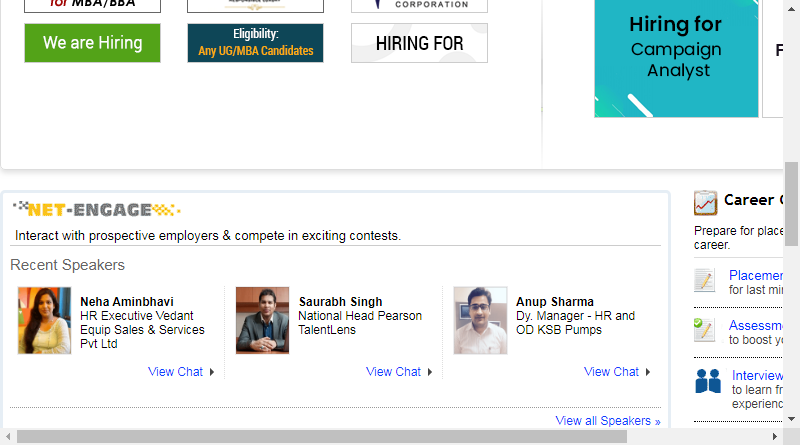 for MBA/BBA
CORPORATION
We are Hiring
Eligibility:
Any UG/MBA Candidates
HIRING FOR
Hiring for
Campaign
Analyst
F
NET-ENGAGE
Interact with prospective employers & compete in exciting contests.
Recent Speakers
Neha Aminbhavi
HR Executive Vedant
Equip Sales & Services
Pvt Ltd
View Chat
Saurabh Singh
National Head Pearson
TalentLens
View Chat
Anup Sharma
Dy. Manager - HR and
OD KSB Pumps
View Chat
View all Speakers »
Career
Prepare for place
career.
Placemen
for last min
Assessm
to boost yo
Interview
to learn fr
experienc